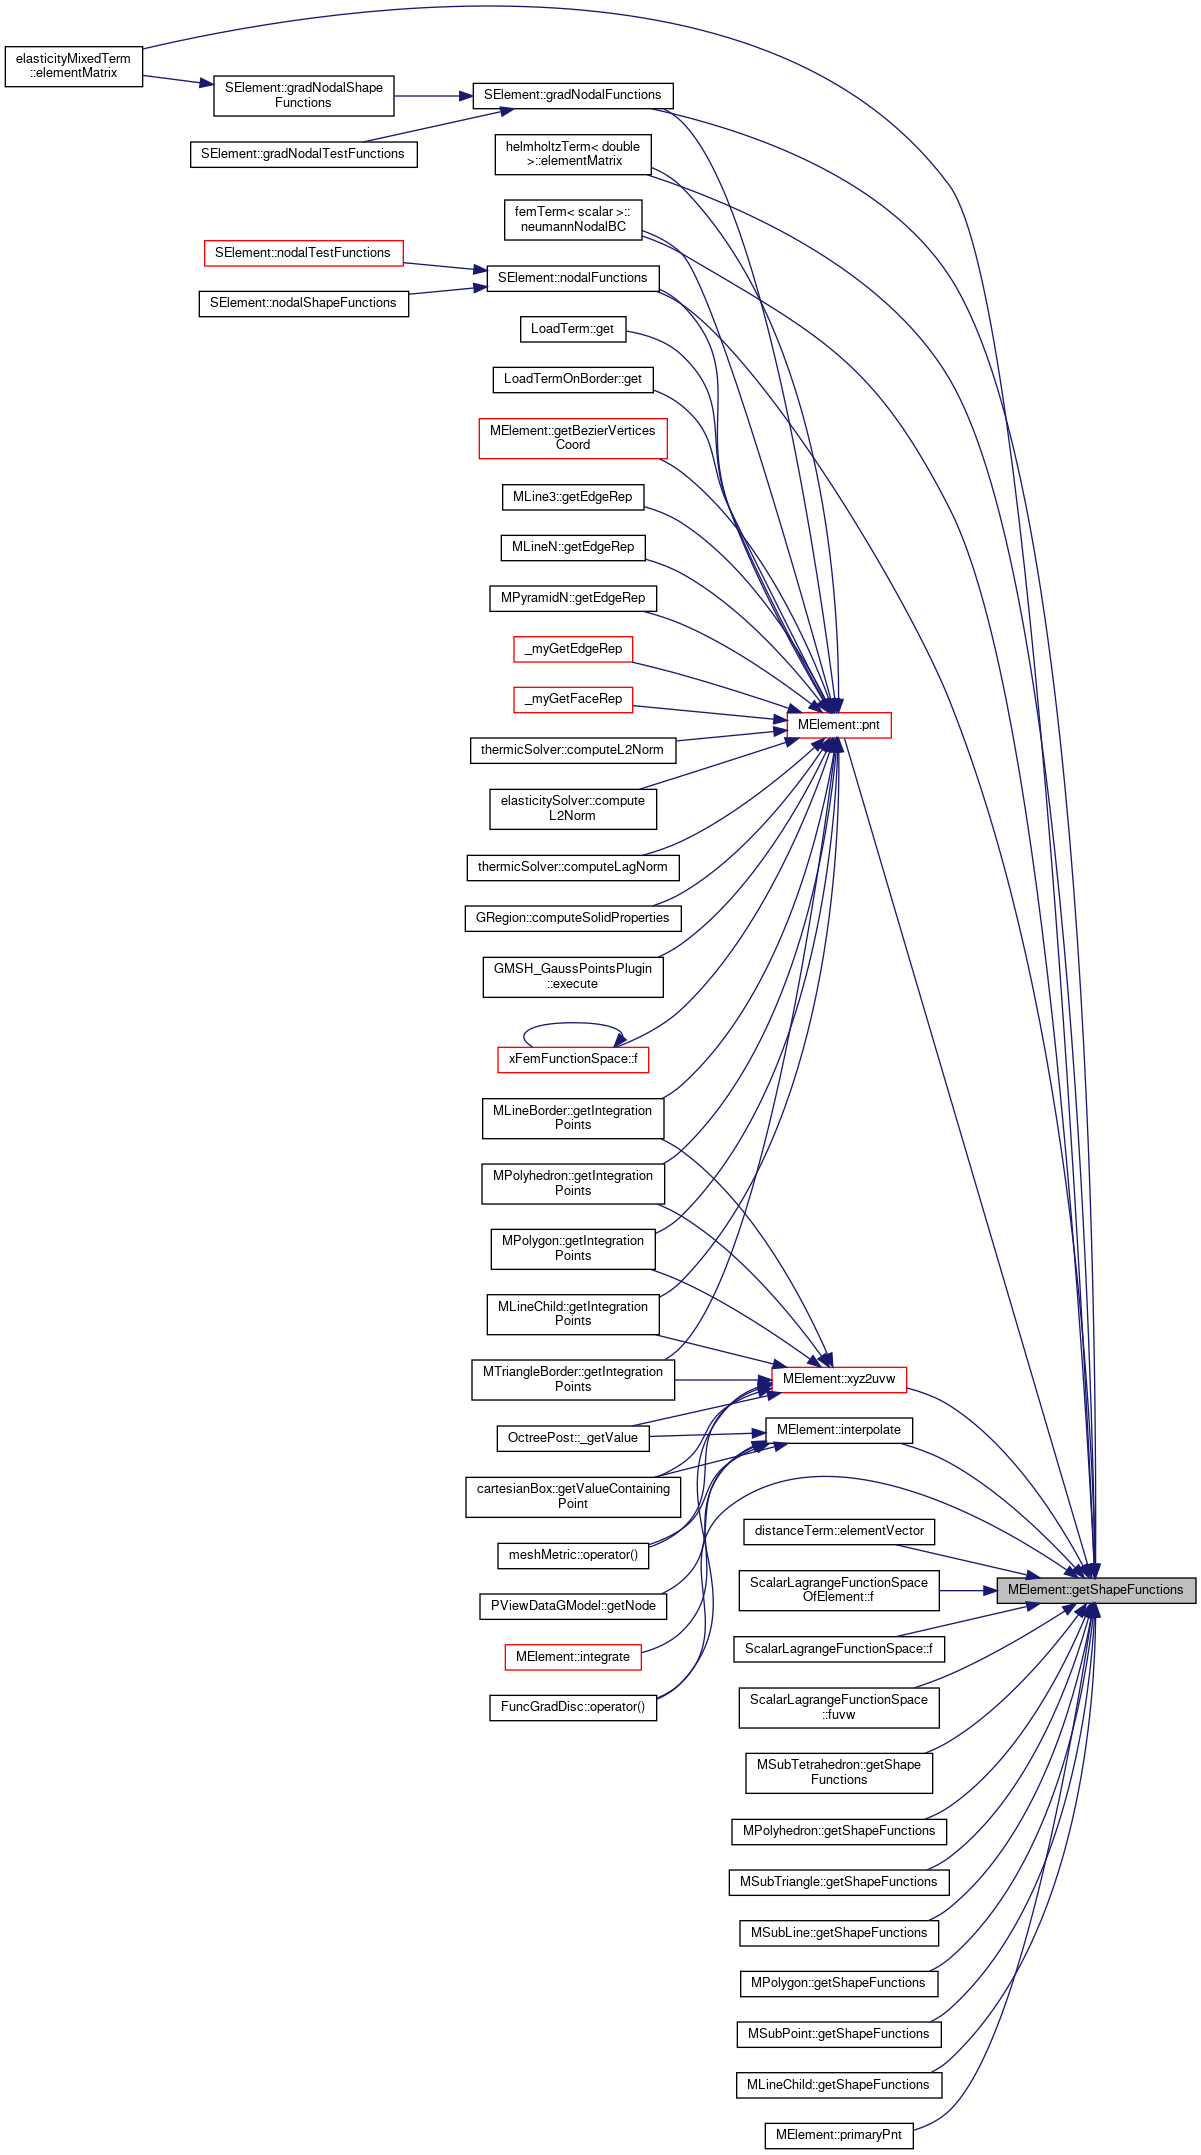 elasticityMixedTerm
::elementMatrix
SElement::gradNodalShape
Functions
SElement::gradNodalFunctions
SElement::gradNodalTestFunctions
helmholtzTerm< double
>::elementMatrix
femTerm< scalar >::
neumannNodalBC
SElement::nodalTestFunctions
SElement::nodalFunctions
SElement::nodalShapeFunctions
LoadTerm::get
LoadTermOnBorder::get
MElement::getBezierVertices
Coord
MLine3::getEdgeRep
MLineN::getEdgeRep
MPyramidN::getEdgeRep
_myGetEdgeRep
_myGetFaceRep
MElement::pnt
thermicSolver::computeL2Norm
elasticitySolver::compute
L2Norm
thermicSolver::computeLagNorm
GRegion::computeSolidProperties
GMSH_GaussPointsPlugin
::execute
xFemFunctionSpace::f
MLineBorder::getIntegration
Points
MPolyhedron::getIntegration
Points
MPolygon::getIntegration
Points
MLineChild::getIntegration
Points
MTriangleBorder::getIntegration
Points
MElement::xyz2uvw
OctreePost::_getValue
MElement::interpolate
cartesianBox::getValueContaining
Point
meshMetric::operator()
PViewDataGModel::getNode
MElement::integrate
FuncGradDisc::operator()
distanceTerm::elementVector
ScalarLagrangeFunctionSpace
OfElement::f
MElement::getShapeFunctions
ScalarLagrangeFunctionSpace::f
ScalarLagrangeFunctionSpace
::fuvw
MSubTetrahedron::getShape
Functions
MPolyhedron::getShapeFunctions
MSubTriangle::getShapeFunctions
MSubLine::getShapeFunctions
MPolygon::getShapeFunctions
MSubPoint::getShapeFunctions
MLineChild::getShapeFunctions
MElement::primaryPnt